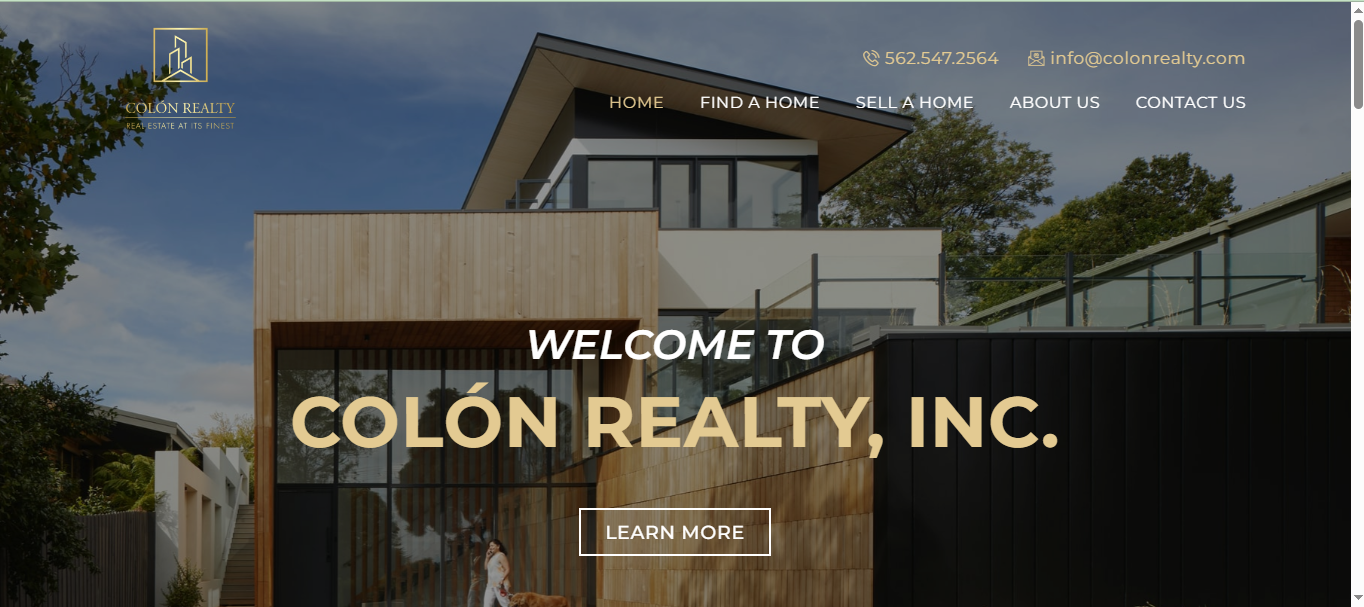 COLÓN REALTY
REAL ESTATE AT ITS FINEST
562.547.2564 info@colonrealty.com
HOME FIND A HOME SELL A HOME ABOUT US CONTACT US
WELCOME TO
COLÓN REALTY, INC.
LEARN MORE